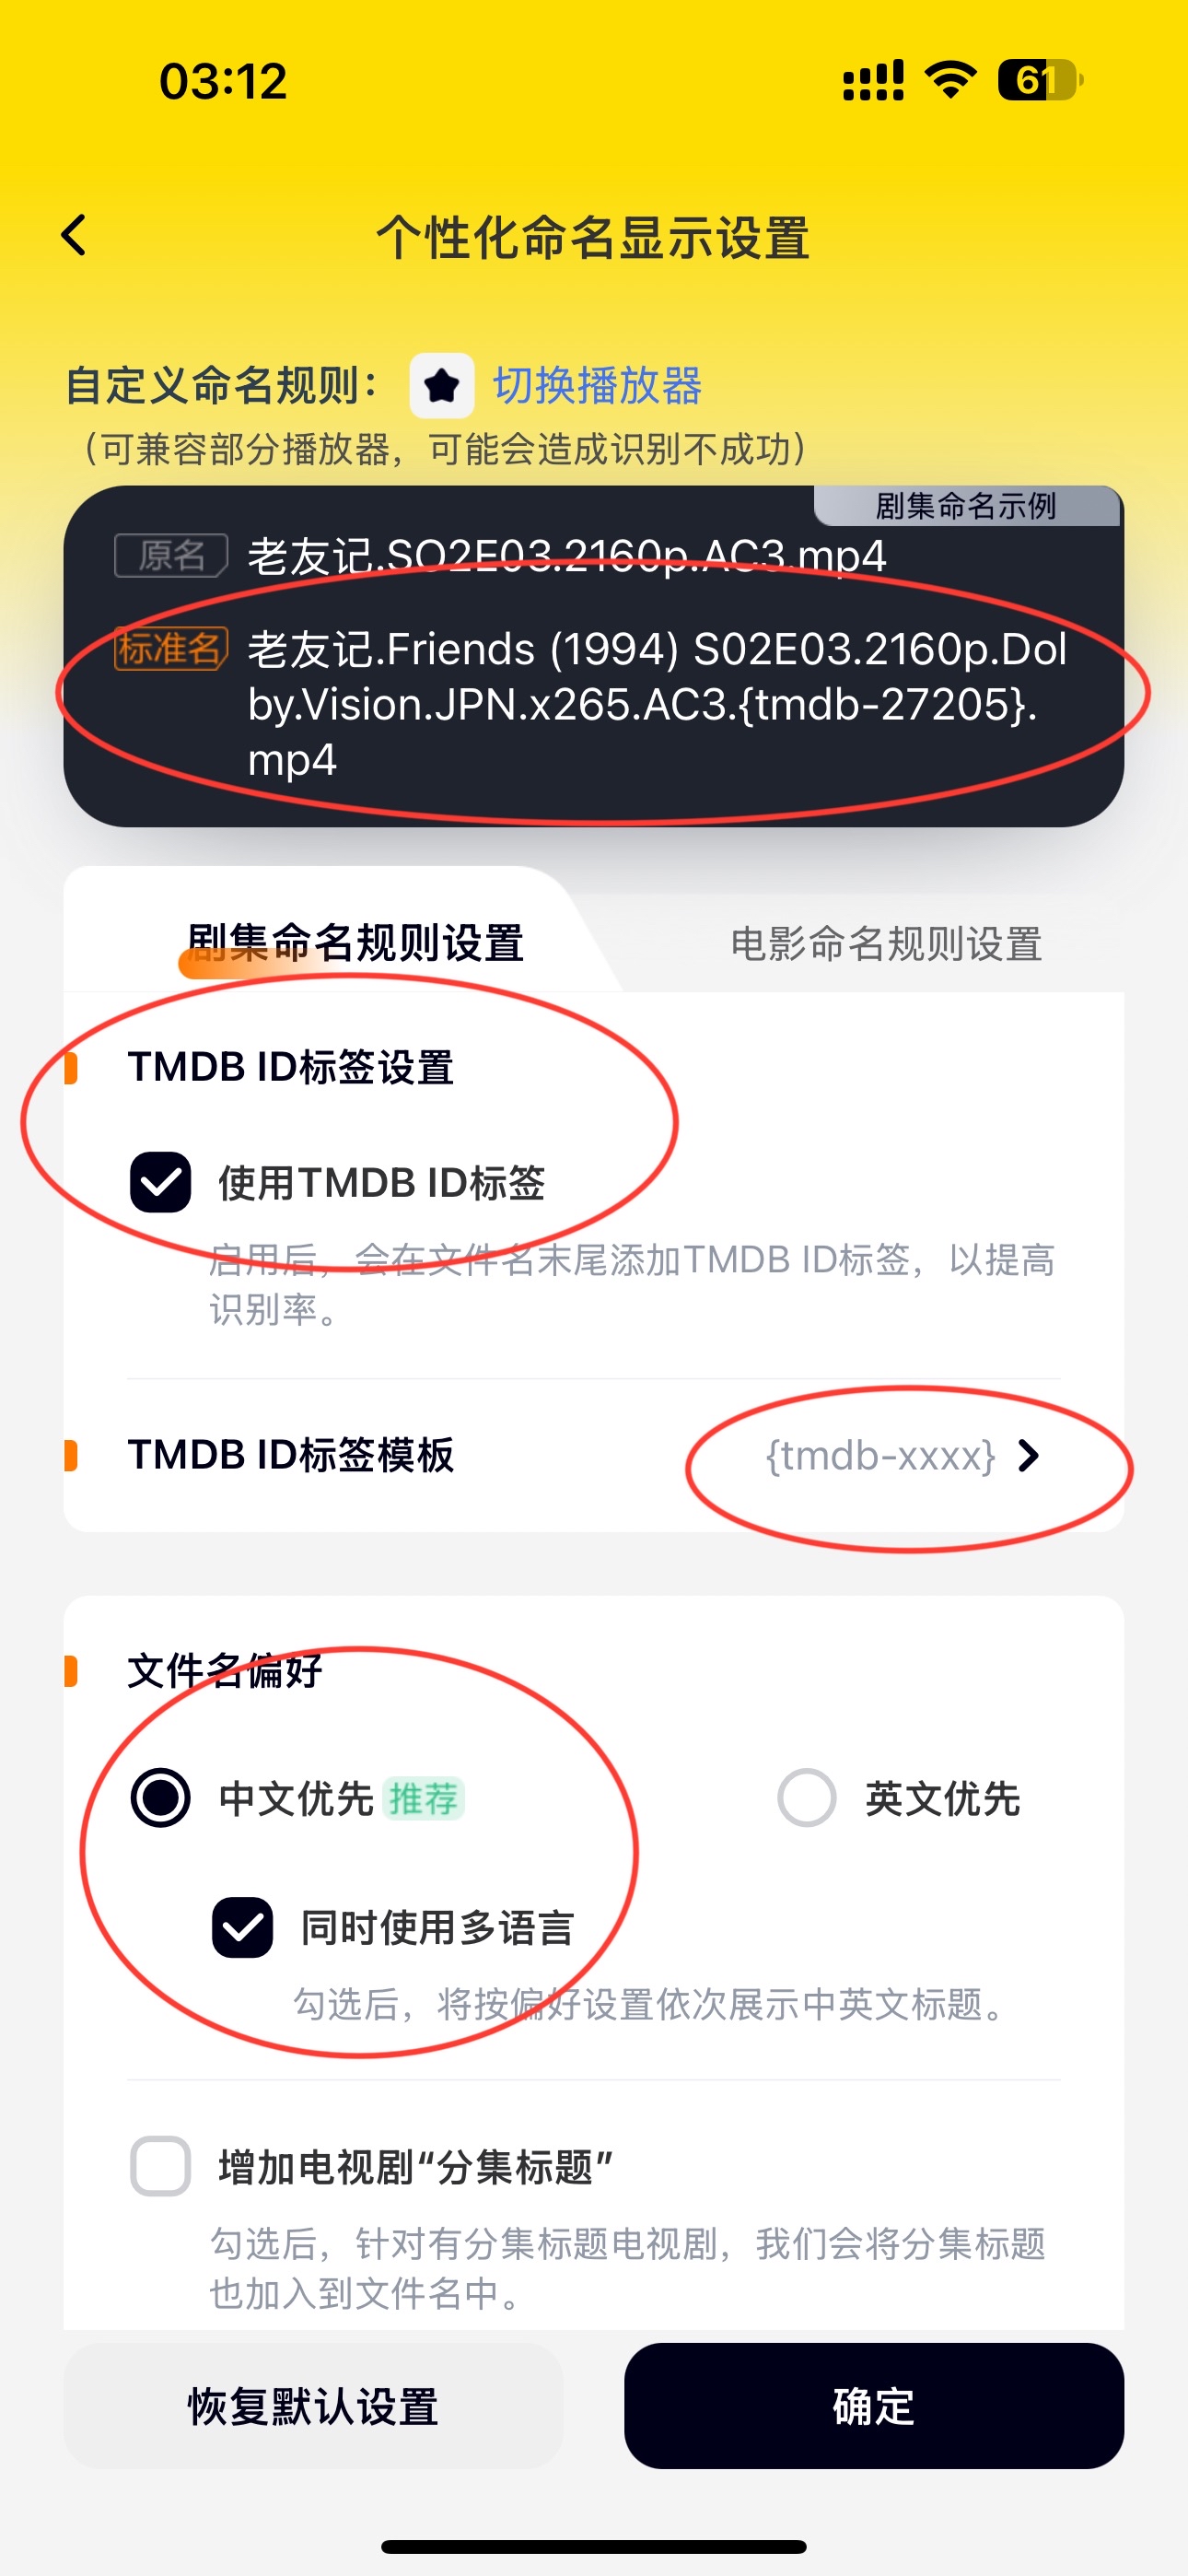 03:12
61
个性化命名显示设置
自定义命名规则：
切换播放器
（可兼容部分播放器，可能会造成识别不成功）
剧集命名示例
原名
老友记.SO2E03.2160p.AC3.mp4
标准名
老友记.Friends (1994) S02E03.2160p.Dol
by.Vision.JPN.x265.AC3.{tmdb-27205}.
mp4
剧集命名规则设置
电影命名规则设置
TMDB ID标签设置
使用TMDB ID标签
启用后，会在文件名末尾添加TMDB ID标签，以提高
识别率。
TMDB ID标签模板
{tmdb-xxxx}
文件名偏好
中文优先
推荐
英文优先
同时使用多语言
勾选后，将按偏好设置依次展示中英文标题。
增加电视剧“分集标题”
勾选后，针对有分集标题电视剧，我们会将分集标题
也加入到文件名中。
恢复默认设置
确定